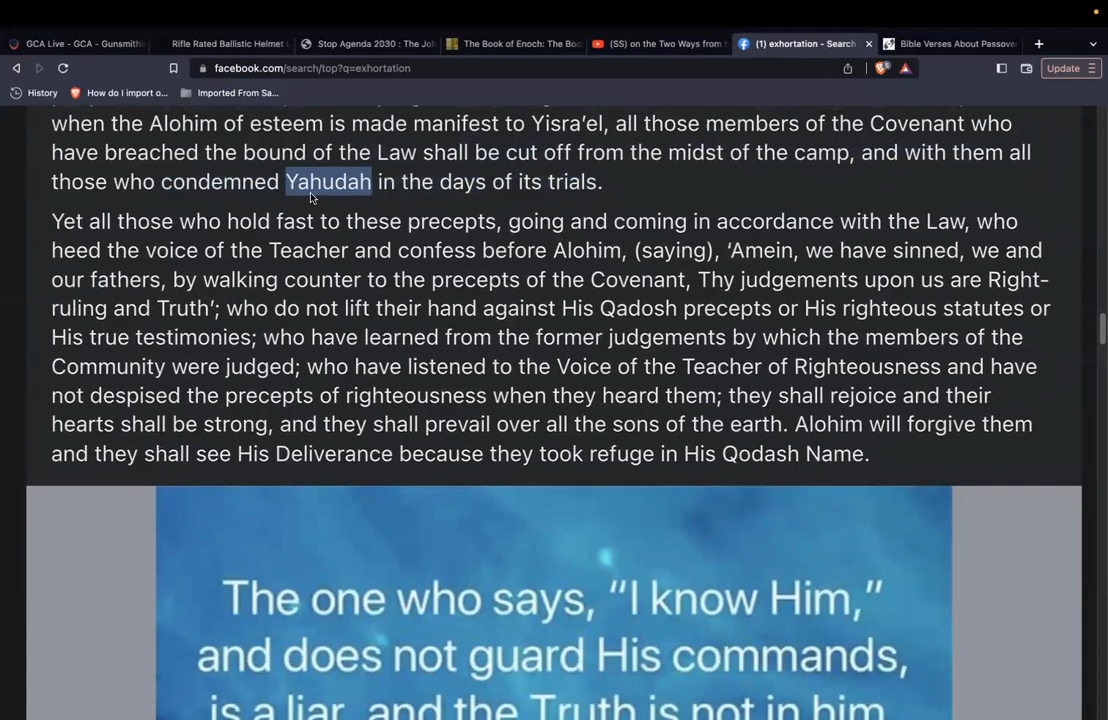 GCA Live - GCA - Gunsmithi
Rifle Rated Ballistic Helmet
Stop Agenda 2030 : The Joh
The Book of Enoch: The Boo
(SS) on the Two Ways from
(1) exhortation - Search
Bible Verses About Passover
facebook.com/search/top?q=exhortation
Update
History
How do I import o...
Imported From Sa...
when the Alohim of esteem is made manifest to Yisra’el, all those members of the Covenant who
have breached the bound of the Law shall be cut off from the midst of the camp, and with them all
those who condemned Yahudah in the days of its trials.
Yet all those who hold fast to these precepts, going and coming in accordance with the Law, who
heed the voice of the Teacher and confess before Alohim, (saying), ‘Amein, we have sinned, we and
our fathers, by walking counter to the precepts of the Covenant, Thy judgements upon us are Right-
ruling and Truth’; who do not lift their hand against His Qadosh precepts or His righteous statutes or
His true testimonies; who have learned from the former judgements by which the members of the
Community were judged; who have listened to the Voice of the Teacher of Righteousness and have
not despised the precepts of righteousness when they heard them; they shall rejoice and their
hearts shall be strong, and they shall prevail over all the sons of the earth. Alohim will forgive them
and they shall see His Deliverance because they took refuge in His Qodash Name.
The one who says, “I know Him,”
and does not guard His commands,
is a liar, and the Truth is not in him